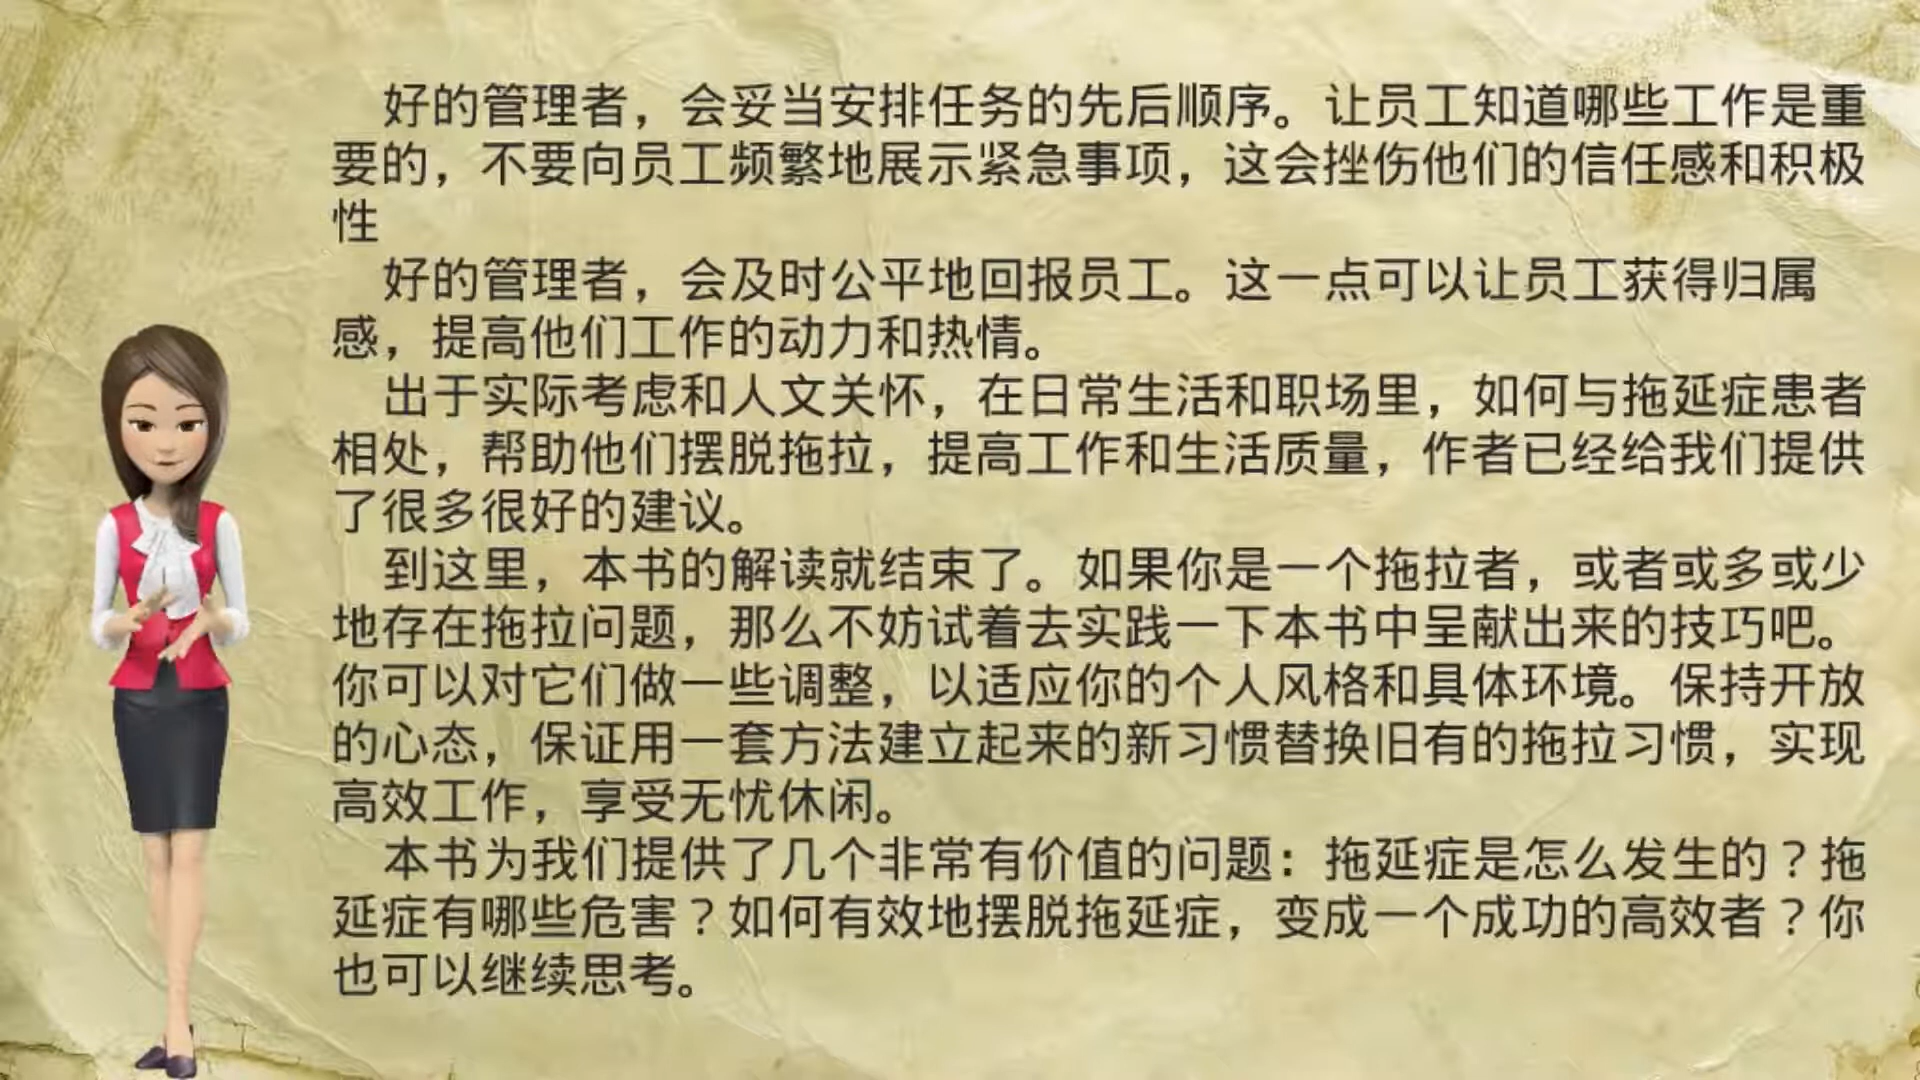 好的管理者，会妥当安排任务的先后顺序。让员工知道哪些工作是重
要的，不要向员工频繁地展示紧急事项，这会挫伤他们的信任感和积极
性
好的管理者，会及时公平地回报员工。这一点可以让员工获得归属
感，提高他们工作的动力和热情。
出于实际考虑和人文关怀，在日常生活和职场里，如何与拖延症患者
相处，帮助他们摆脱拖拉，提高工作和生活质量，作者已经给我们提供
了很多很好的建议。
到这里，本书的解读就结束了。如果你是一个拖拉者，或者或多或少
地存在拖拉问题，那么不妨试着去实践一下本书中呈献出来的技巧吧。
你可以对它们做一些调整，以适应你的个人风格和具体环境。保持开放
的心态，保证用一套方法建立起来的新习惯替换旧有的拖拉习惯，实现
高效工作，享受无忧休闲。
本书为我们提供了几个非常有价值的问题：拖延症是怎么发生的？拖
延症有哪些危害？如何有效地摆脱拖延症，变成一个成功的高效者？你
也可以继续思考。